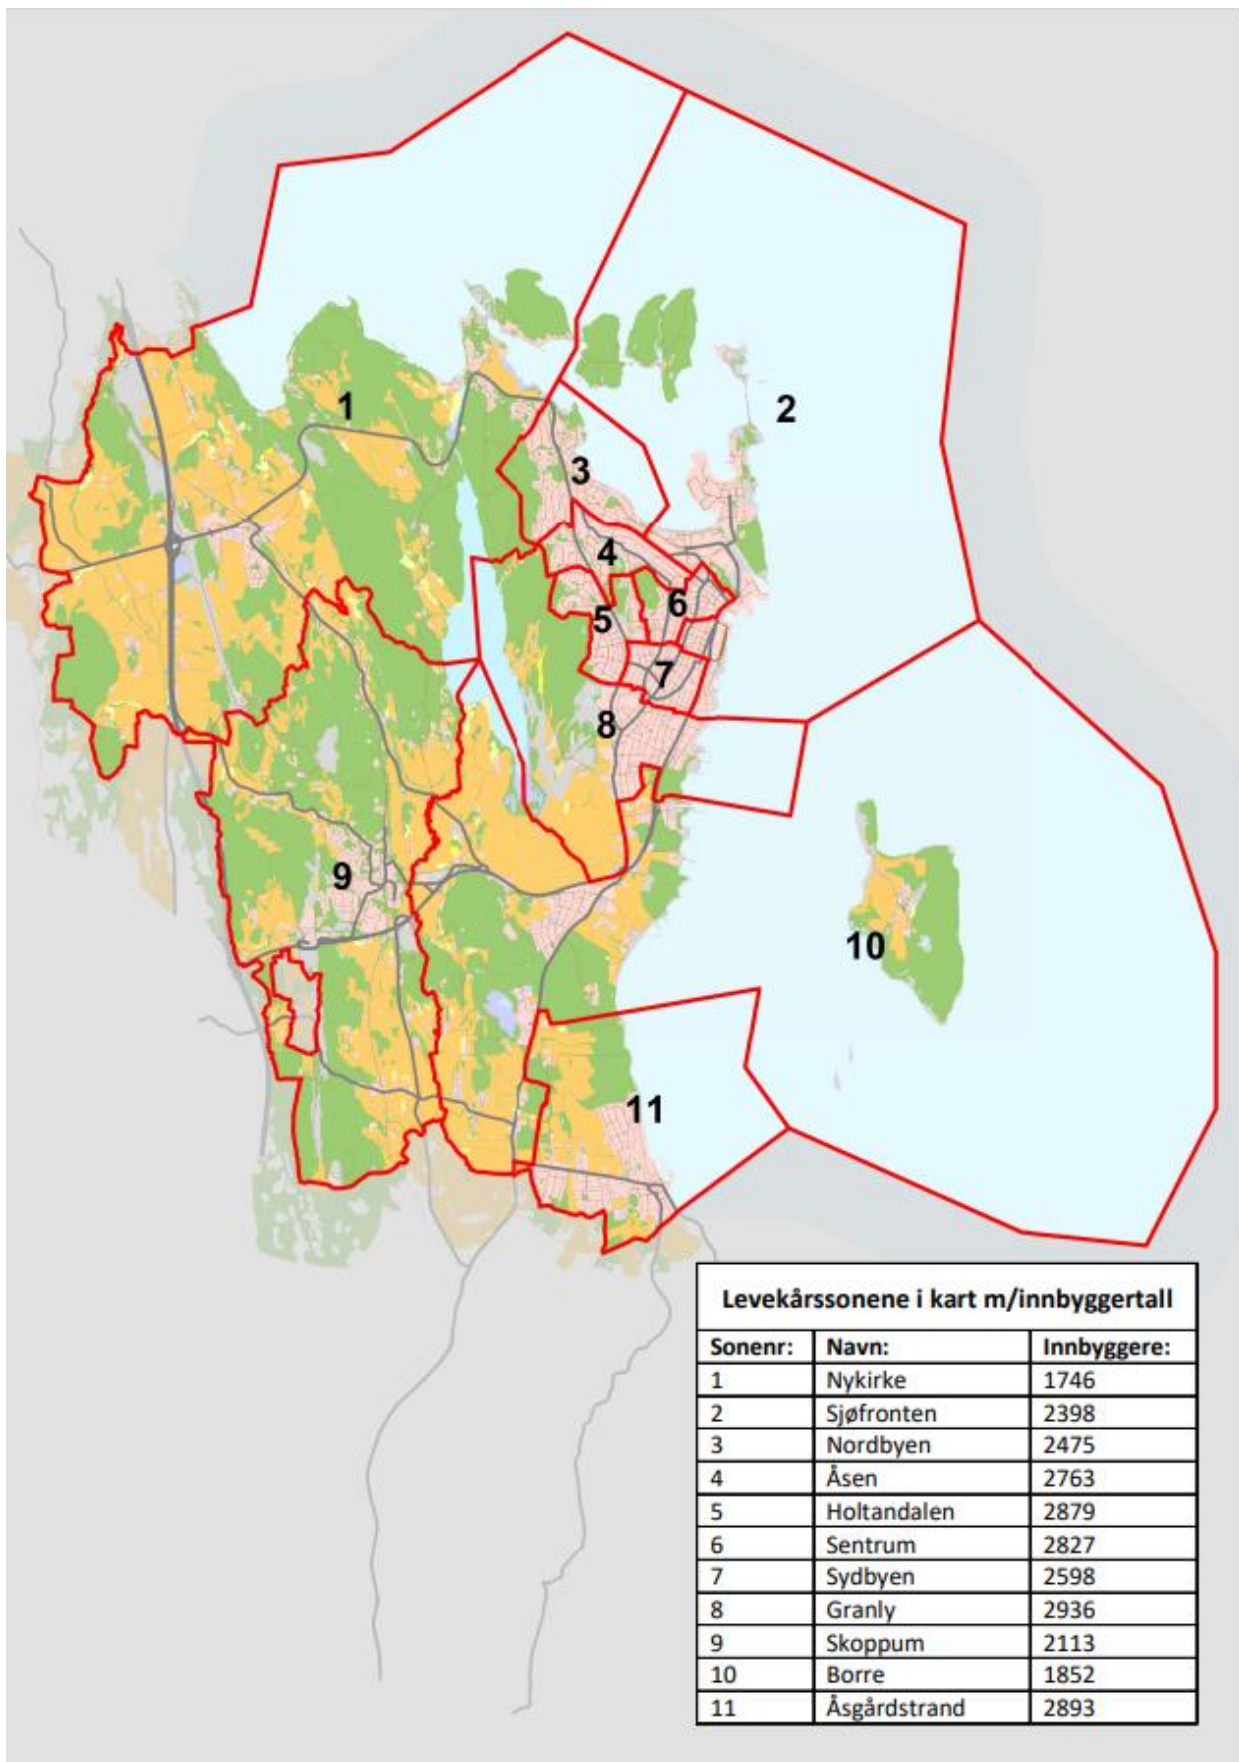 1
2
3
4
6
5
7
8
9
10
11
Levekårssonene i kart m/innbyggertall
Sonenr: Navn: Innbyggere:
1 Nykirke 1746
2 Sjøfronten 2398
3 Nordbyen 2475
4 Åsen 2763
5 Holtandalen 2879
6 Sentrum 2827
7 Sydbyen 2598
8 Granly 2936
9 Skoppum 2113
10 Borre 1852
11 Åsgårdstrand 2893